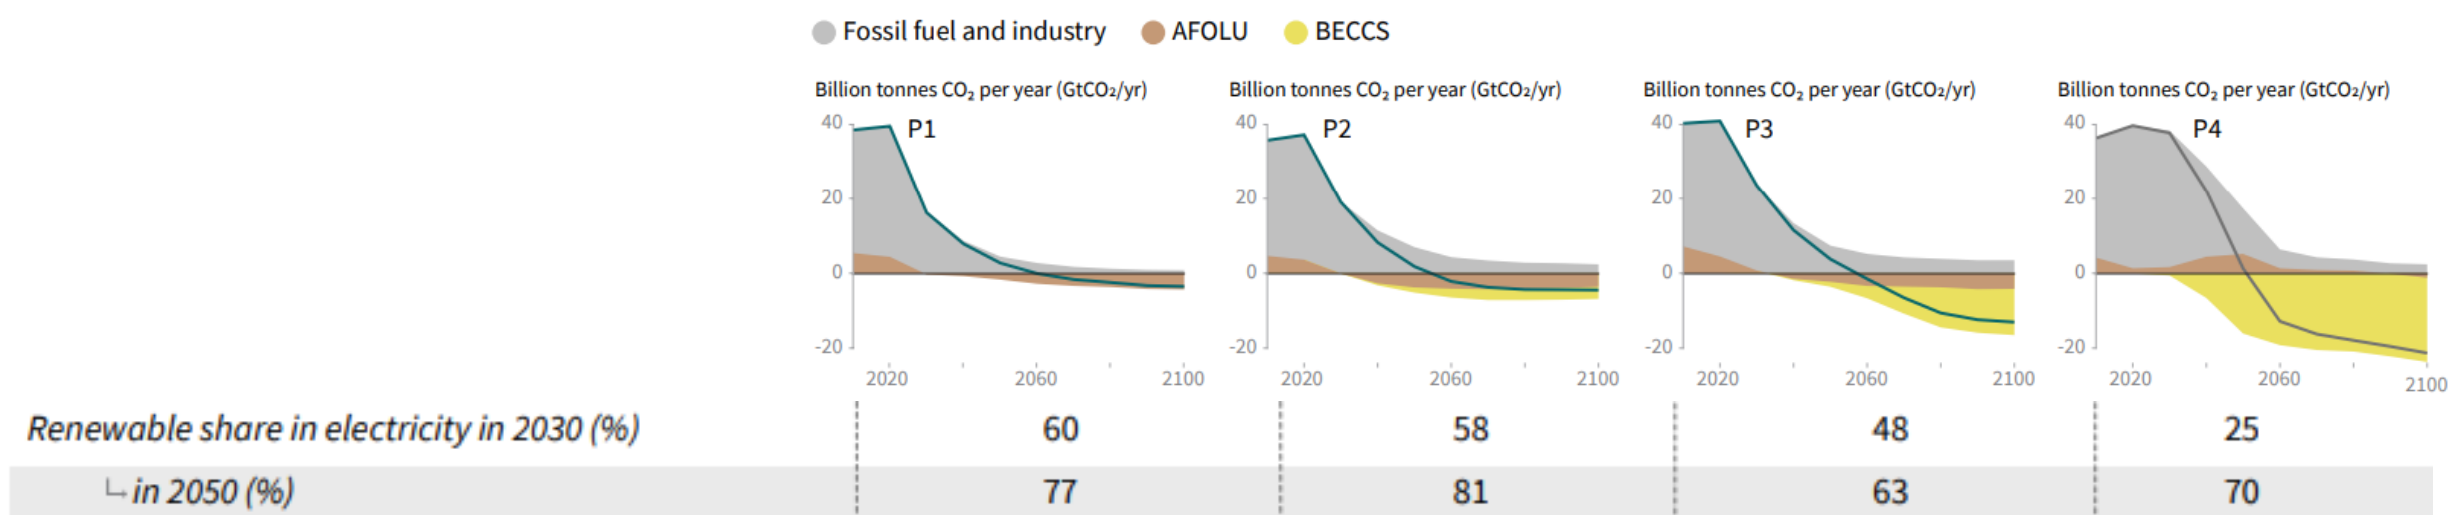 Fossil fuel and industry AFOLU BECCS
Billion tonnes CO₂ per year (GtCO₂/yr) Billion tonnes CO₂ per year (GtCO₂/yr) Billion tonnes CO₂ per year (GtCO₂/yr) Billion tonnes CO₂ per year (GtCO₂/yr)
40 P1 40 P2 40 P3 40 P4
20 20 20 20
0 0 0 0
-20 -20 -20 -20
2020 2060 2100 2020 2060 2100 2020 2060 2100 2020 2060 2100
Renewable share in electricity in 2030 (%) 60 58 48 25
↳ in 2050 (%) 77 81 63 70